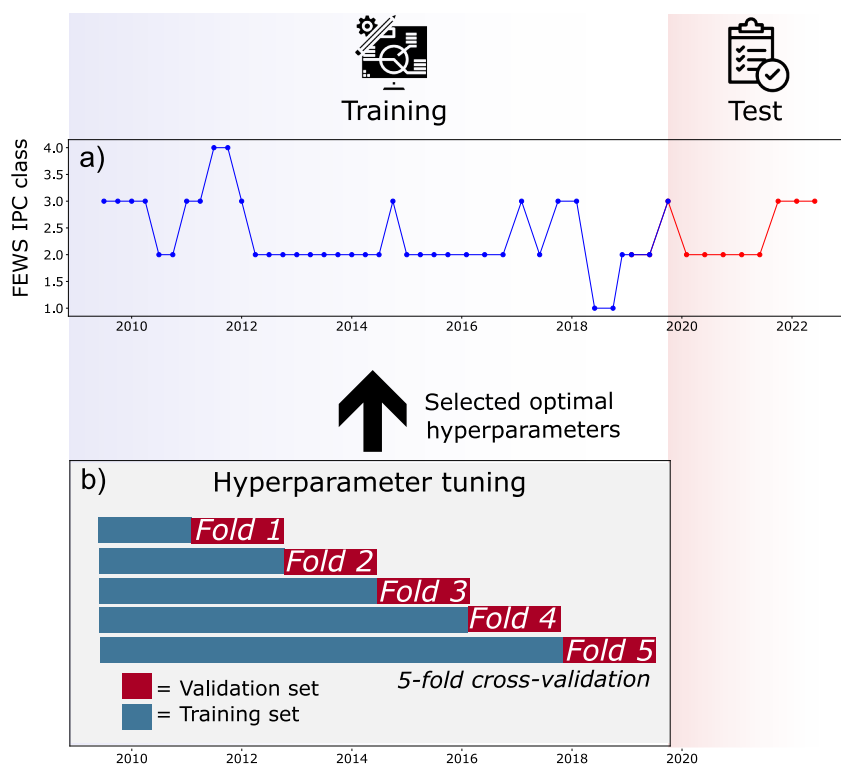 Training
Test
a)
FEWS IPC class
4.0
3.5
3.0
2.5
2.0
1.5
1.0
2010 2012 2014 2016 2018 2020 2022
Selected optimal
hyperparameters
b)
Hyperparameter tuning
Fold 1
Fold 2
Fold 3
Fold 4
Fold 5
5-fold cross-validation
= Validation set
= Training set
2010 2012 2014 2016 2018 2020